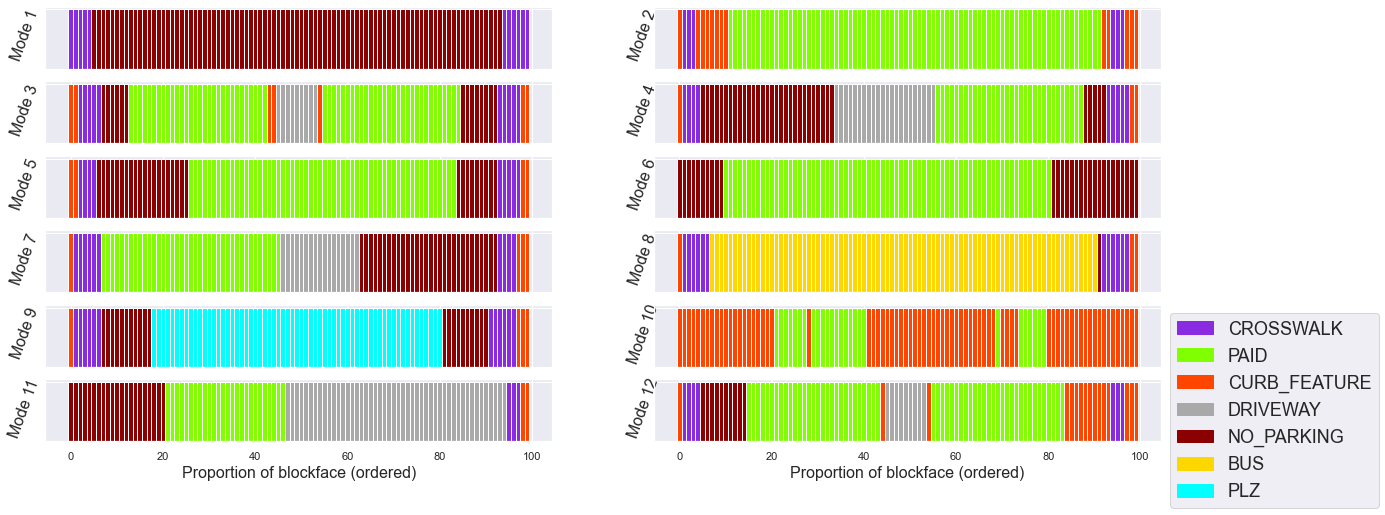 Mode 1
Mode 2
Mode 3
Mode 4
Mode 5
Mode 6
Mode 7
Mode 8
Mode 9
Mode 10
Mode 11
Mode 12
0 20 40 60 80 100
Proportion of blockface (ordered)
0 20 40 60 80 100
Proportion of blockface (ordered)
CROSSWALK
PAID
CURB_FEATURE
DRIVEWAY
NO_PARKING
BUS
PLZ